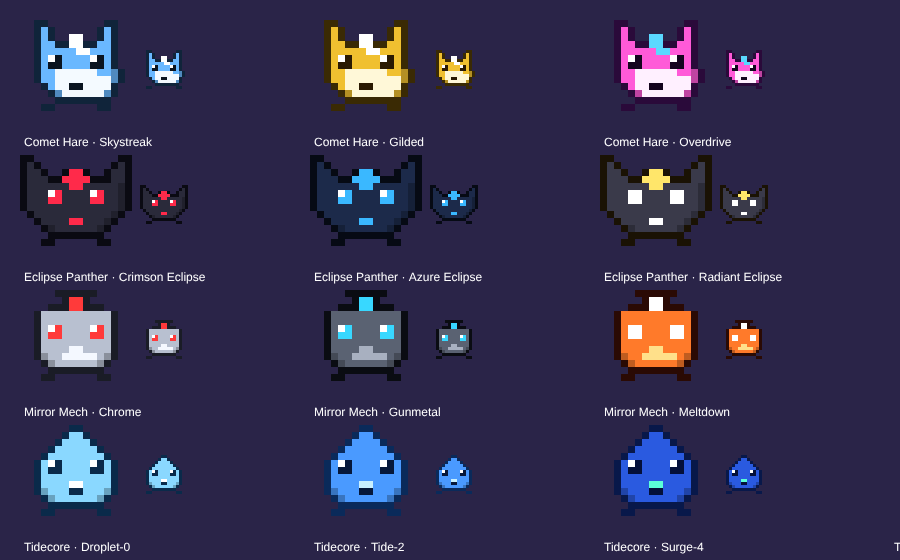 Comet Hare · Skystreak
Comet Hare · Gilded
Comet Hare · Overdrive
Eclipse Panther · Crimson Eclipse
Eclipse Panther · Azure Eclipse
Eclipse Panther · Radiant Eclipse
Mirror Mech · Chrome
Mirror Mech · Gunmetal
Mirror Mech · Meltdown
Tidecore · Droplet-0
Tidecore · Tide-2
Tidecore · Surge-4